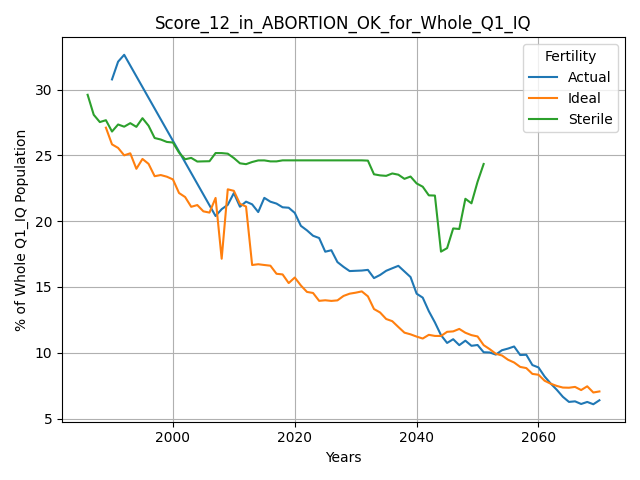 Score_12_in_ABORTION_OK_for_Whole_Q1_IQ
% of Whole Q1_IQ Population
30
25
20
15
10
5
Fertility
Actual
Ideal
Sterile
2000
2020
2040
2060
Years